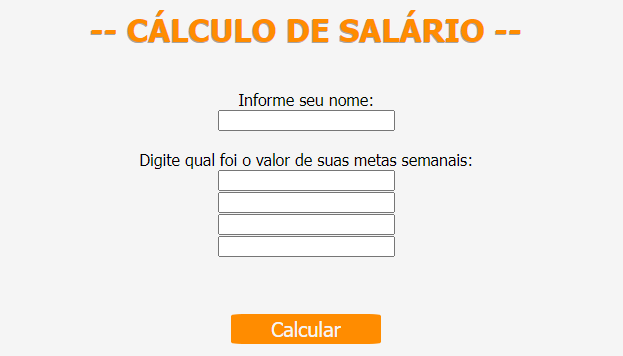 -- CÁLCULO DE SALÁRIO --
Informe seu nome:
Digite qual foi o valor de suas metas semanais:
Calcular